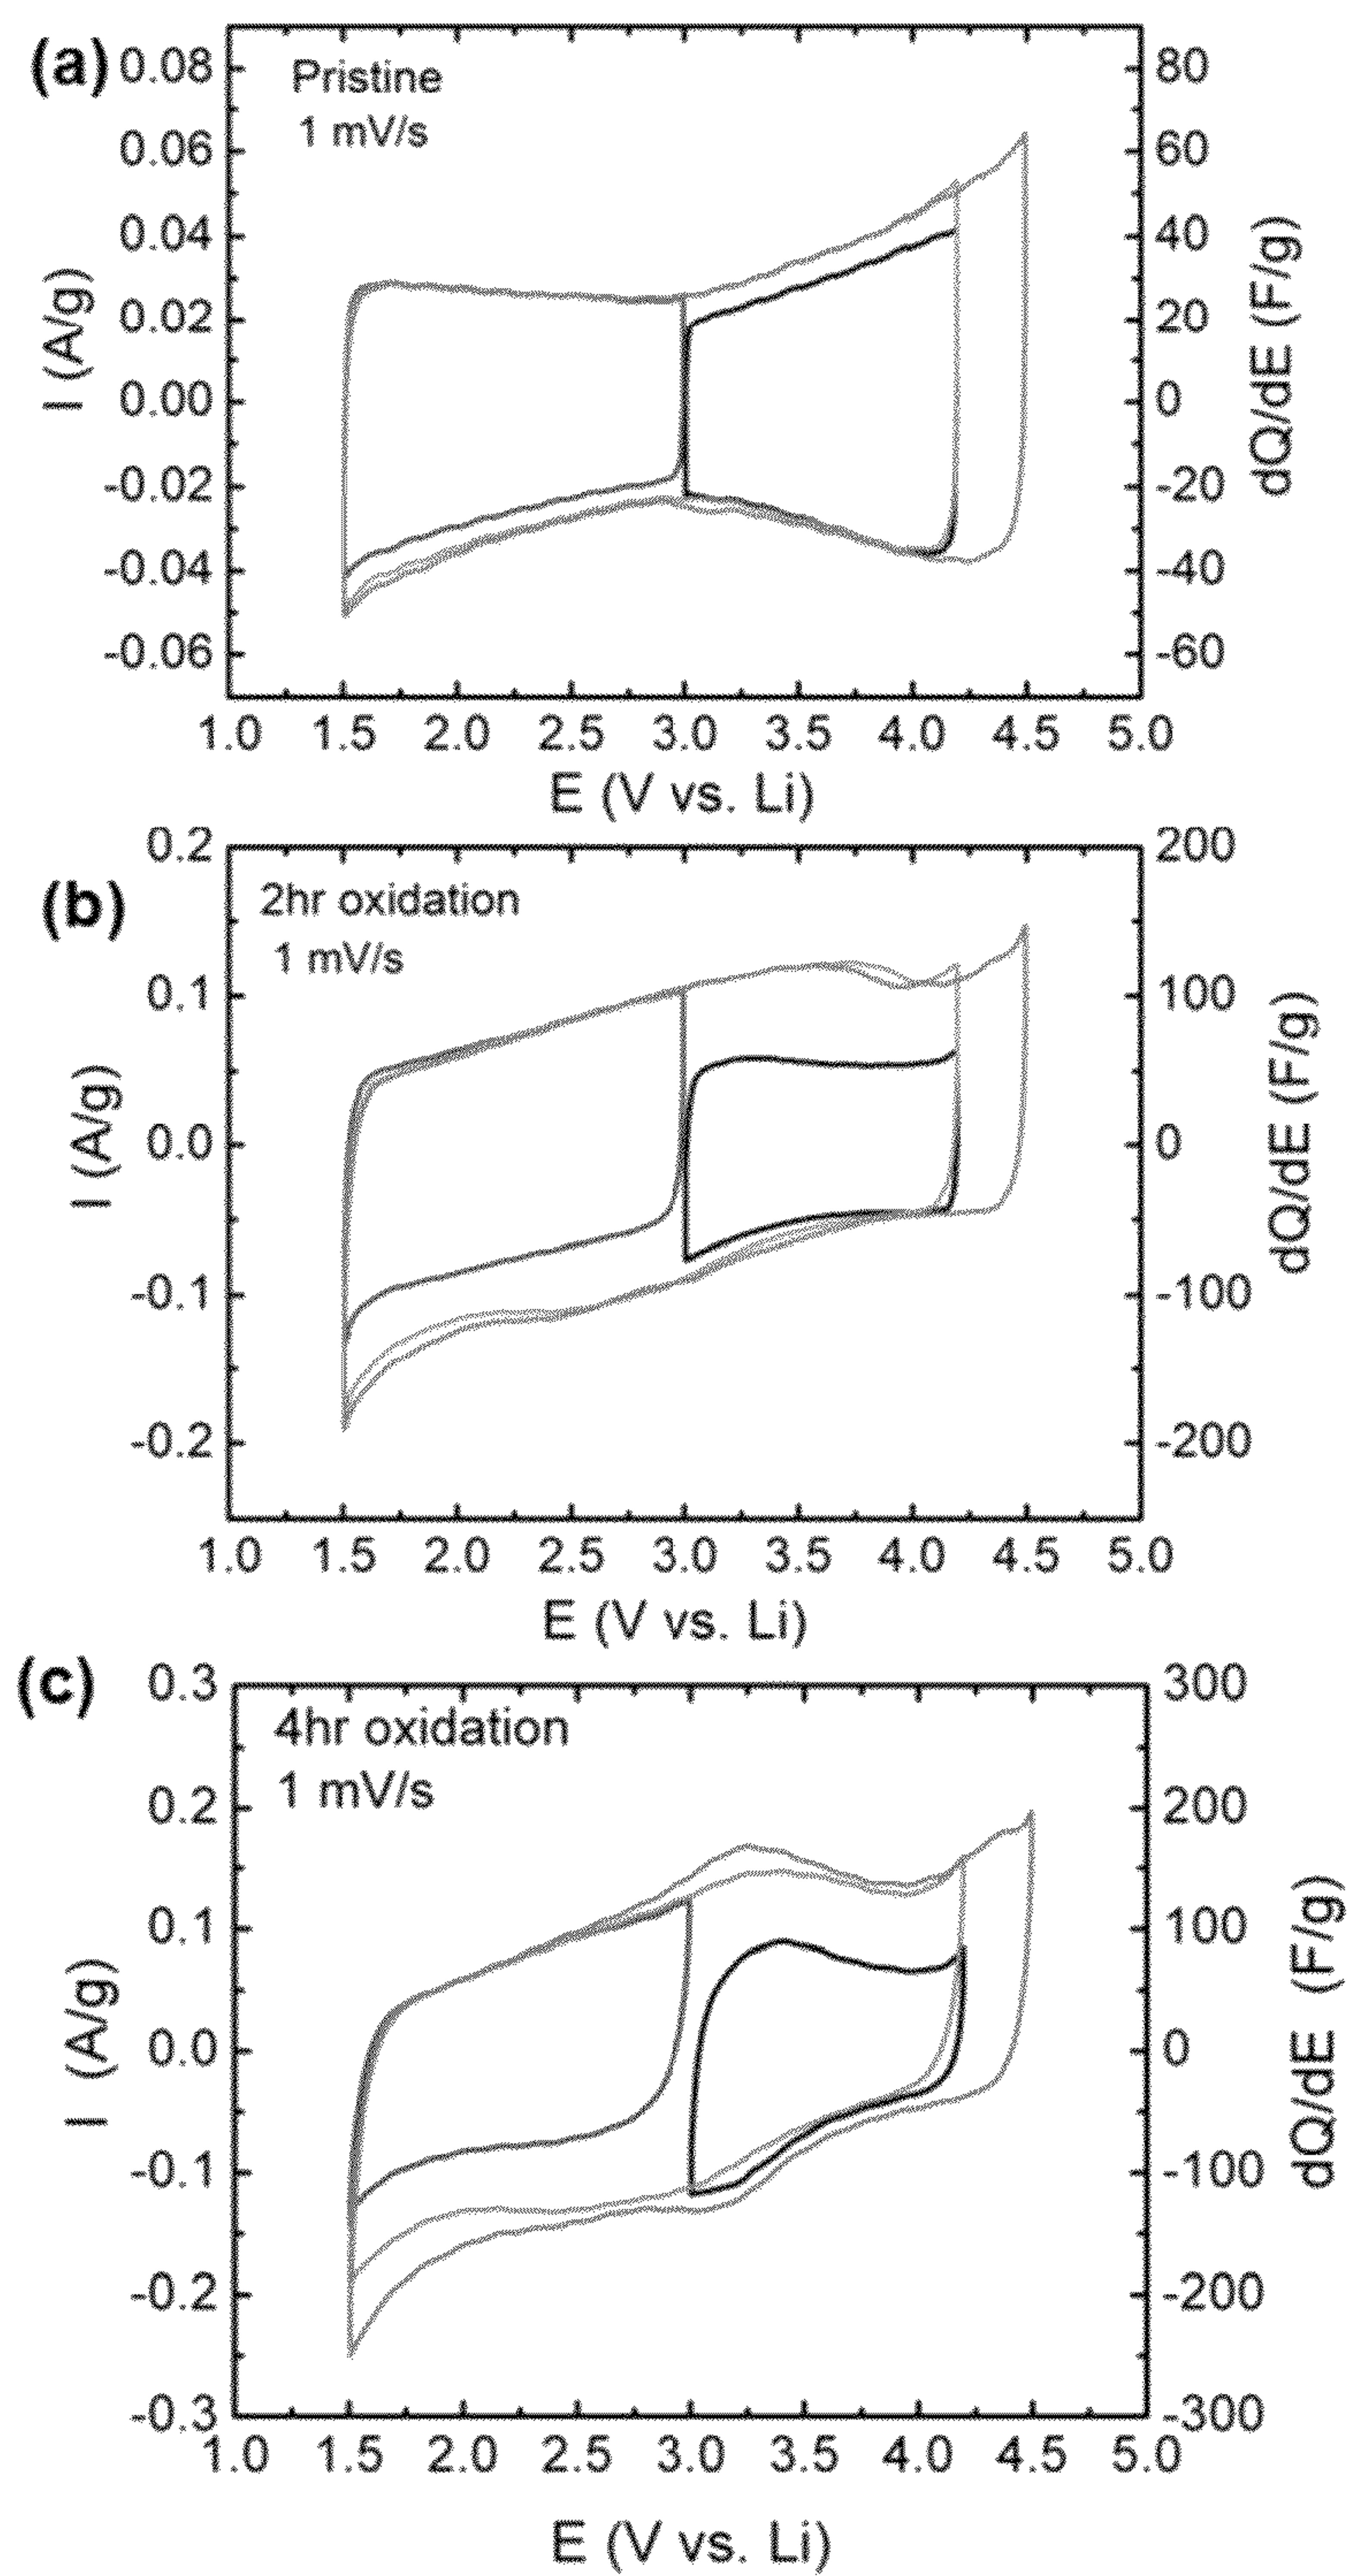 (a)
Pristine
1 mV/s
0.08
0.06
0.04
0.02
0.00
-0.02
-0.04
-0.06
I (A/g)
80
60
40
20
0
-20
-40
-60
dQ/dE (F/g)
1.0 1.5 2.0 2.5 3.0 3.5 4.0 4.5 5.0
E (V vs. Li)
(b)
2hr oxidation
1 mV/s
0.2
0.1
0.0
-0.1
-0.2
I (A/g)
200
100
0
-100
-200
dQ/dE (F/g)
1.0 1.5 2.0 2.5 3.0 3.5 4.0 4.5 5.0
E (V vs. Li)
(c)
4hr oxidation
1 mV/s
0.3
0.2
0.1
0.0
-0.1
-0.2
-0.3
I (A/g)
300
200
100
0
-100
-200
-300
dQ/dE (F/g)
1.0 1.5 2.0 2.5 3.0 3.5 4.0 4.5 5.0
E (V vs. Li)